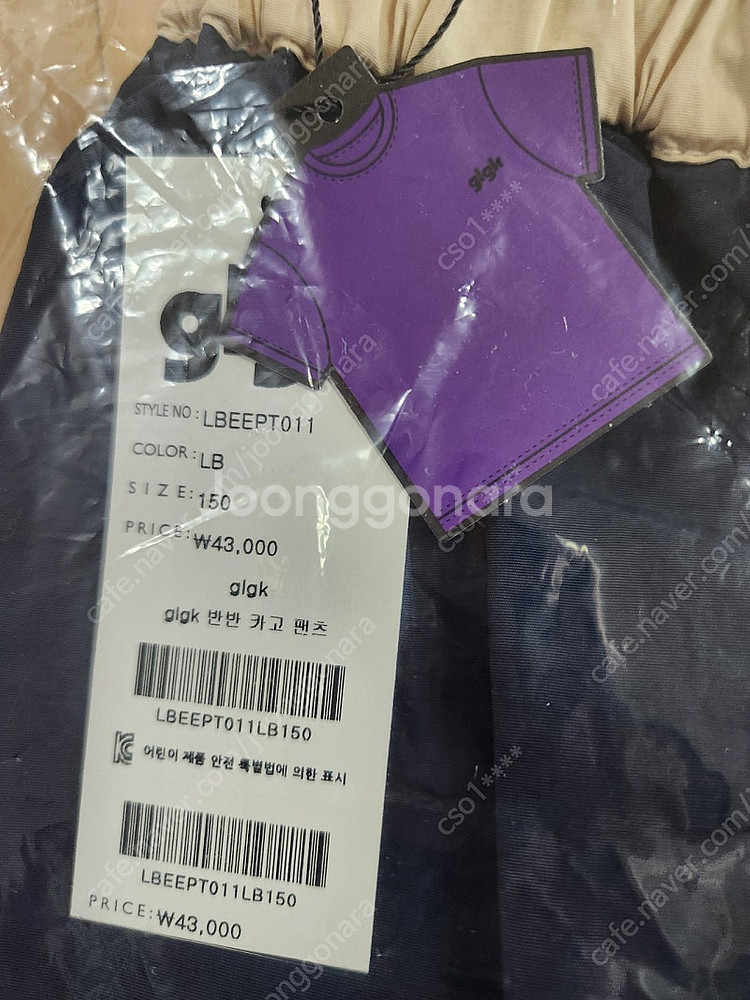 glgk
STYLE NO : LBEEPT011
COLOR : LB
SIZE : 150
PRICE: ₩43,000
glgk
glgk 반반 카고 팬츠
LBEEPT011LB150
어린이 제품 안전 특별법에 의한 표시
LBEEPT011LB150
PRICE: ₩43,000
Joonggonara
cso1****
cafe.naver.com/joonggonara
cso1****